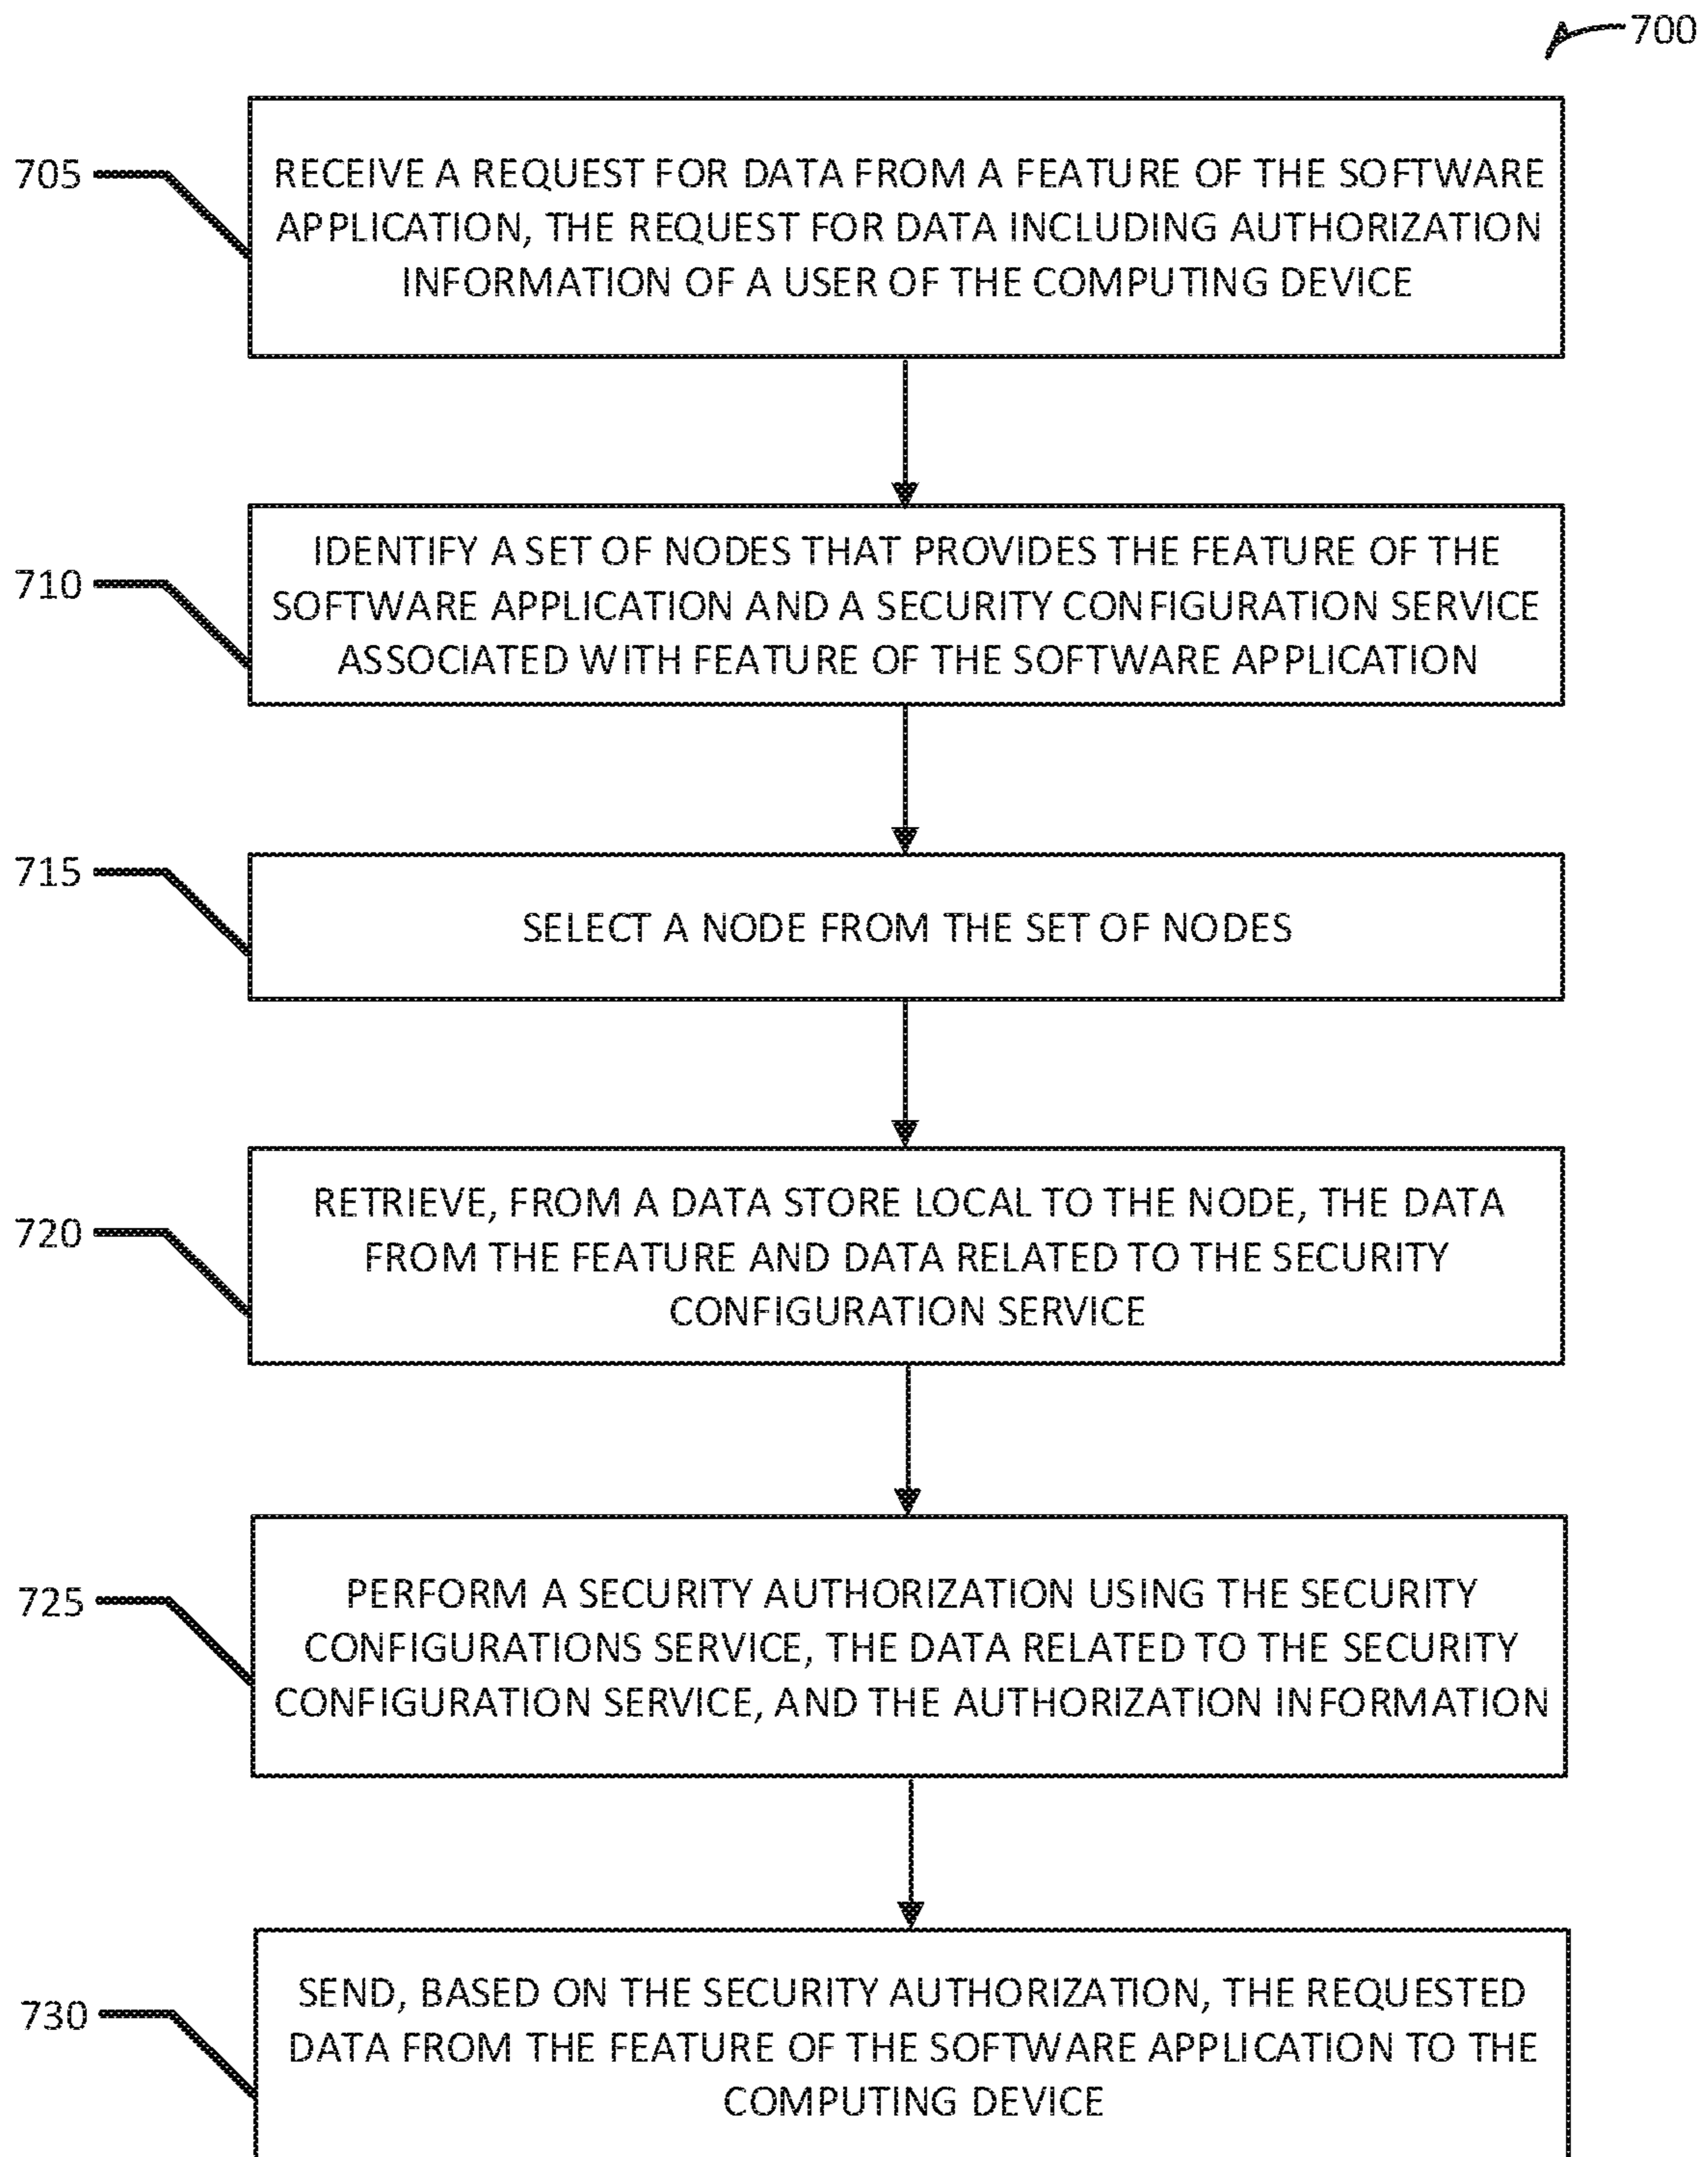 700
705
RECEIVE A REQUEST FOR DATA FROM A FEATURE OF THE SOFTWARE
APPLICATION, THE REQUEST FOR DATA INCLUDING AUTHORIZATION
INFORMATION OF A USER OF THE COMPUTING DEVICE
710
IDENTIFY A SET OF NODES THAT PROVIDES THE FEATURE OF THE
SOFTWARE APPLICATION AND A SECURITY CONFIGURATION SERVICE
ASSOCIATED WITH FEATURE OF THE SOFTWARE APPLICATION
715
SELECT A NODE FROM THE SET OF NODES
720
RETRIEVE, FROM A DATA STORE LOCAL TO THE NODE, THE DATA
FROM THE FEATURE AND DATA RELATED TO THE SECURITY
CONFIGURATION SERVICE
725
PERFORM A SECURITY AUTHORIZATION USING THE SECURITY
CONFIGURATIONS SERVICE, THE DATA RELATED TO THE SECURITY
CONFIGURATION SERVICE, AND THE AUTHORIZATION INFORMATION
730
SEND, BASED ON THE SECURITY AUTHORIZATION, THE REQUESTED
DATA FROM THE FEATURE OF THE SOFTWARE APPLICATION TO THE
COMPUTING DEVICE